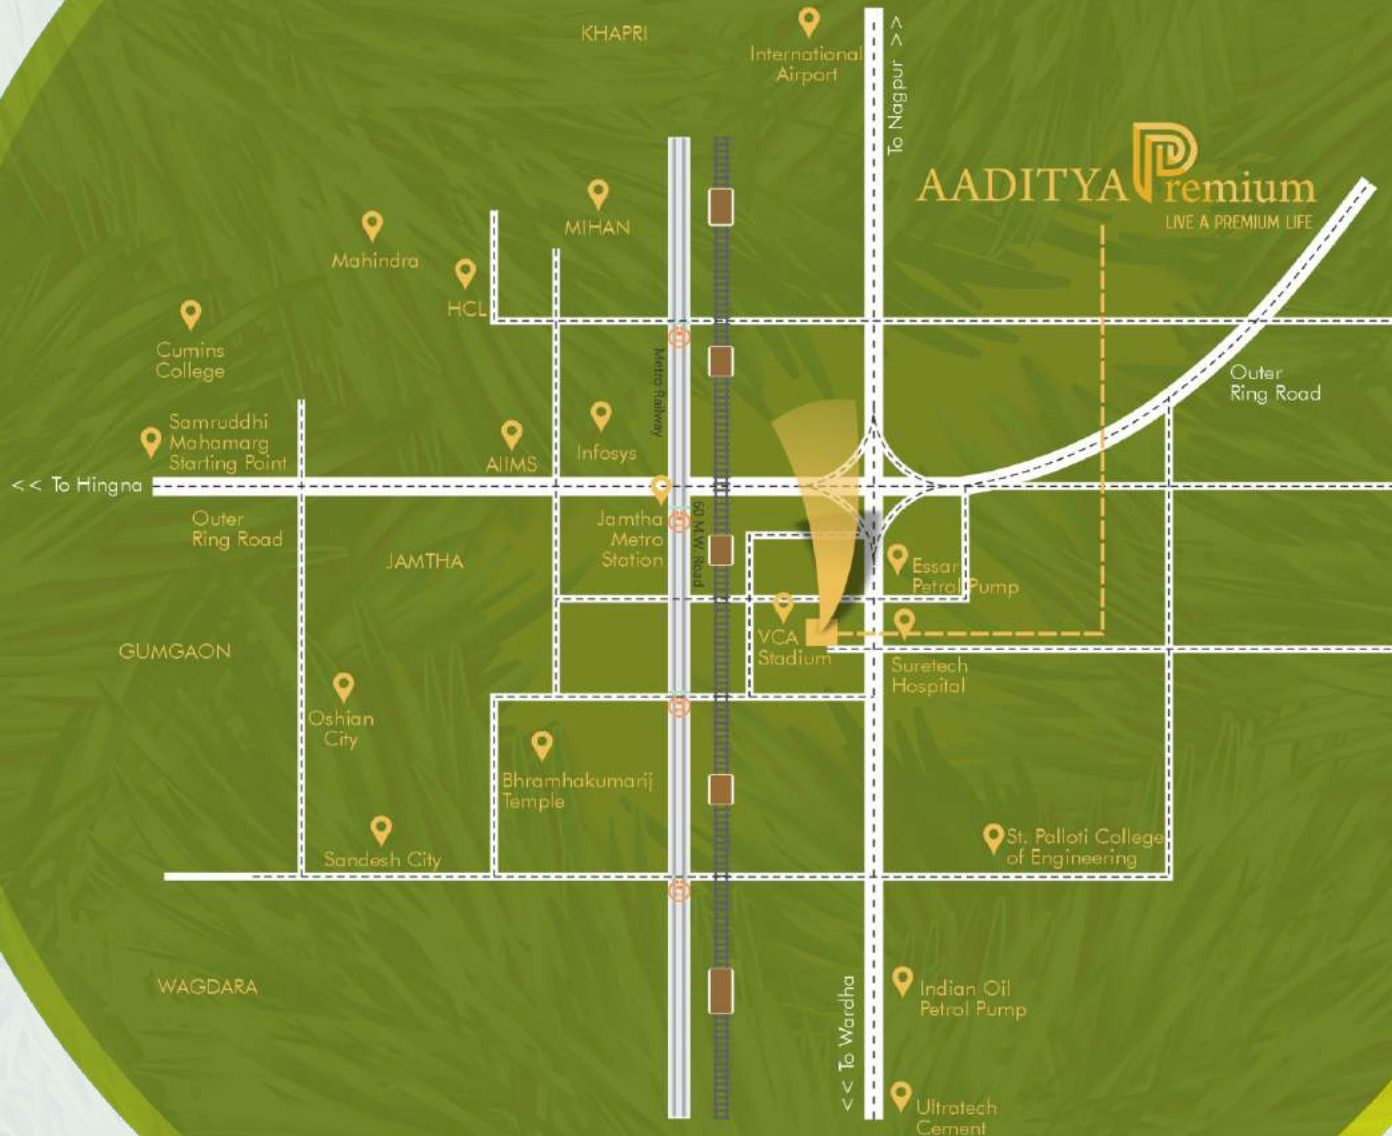 KHAPRI
International
Airport
To Nagpur >>
AADITYA Premium
LIVE A PREMIUM LIFE
MIHAN
Mahindra
HCL
Cumins
College
Metro Railway
Outer
Ring Road
Samruddhi
Mahamarg
Starting Point
AIIMS
Infosys
<< To Hingna
Outer
Ring Road
Jamtha
Metro
Station
60 M.W. Road
JAMTHA
Essar
Petrol Pump
GUMGAON
VCA
Stadium
Suretech
Hospital
Oshian
City
Bhramhakumarij
Temple
Sandesh City
St. Palloti College
of Engineering
WAGDARA
<< To Wardha
Indian Oil
Petrol Pump
Ultratech
Cement